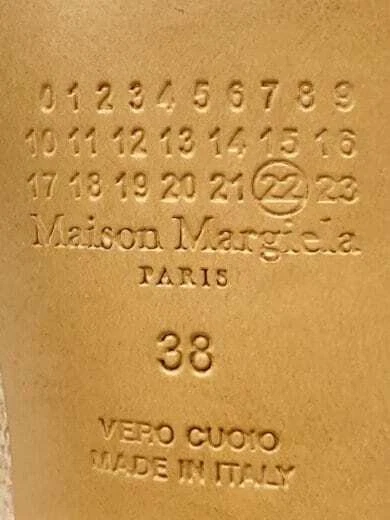 0 1 2 3 4 5 6 7 8 9
10 11 12 13 14 15 16
17 18 19 20 21 22 23
Maison Margiela
PARIS
38
VERO CUOIO
MADE IN ITALY